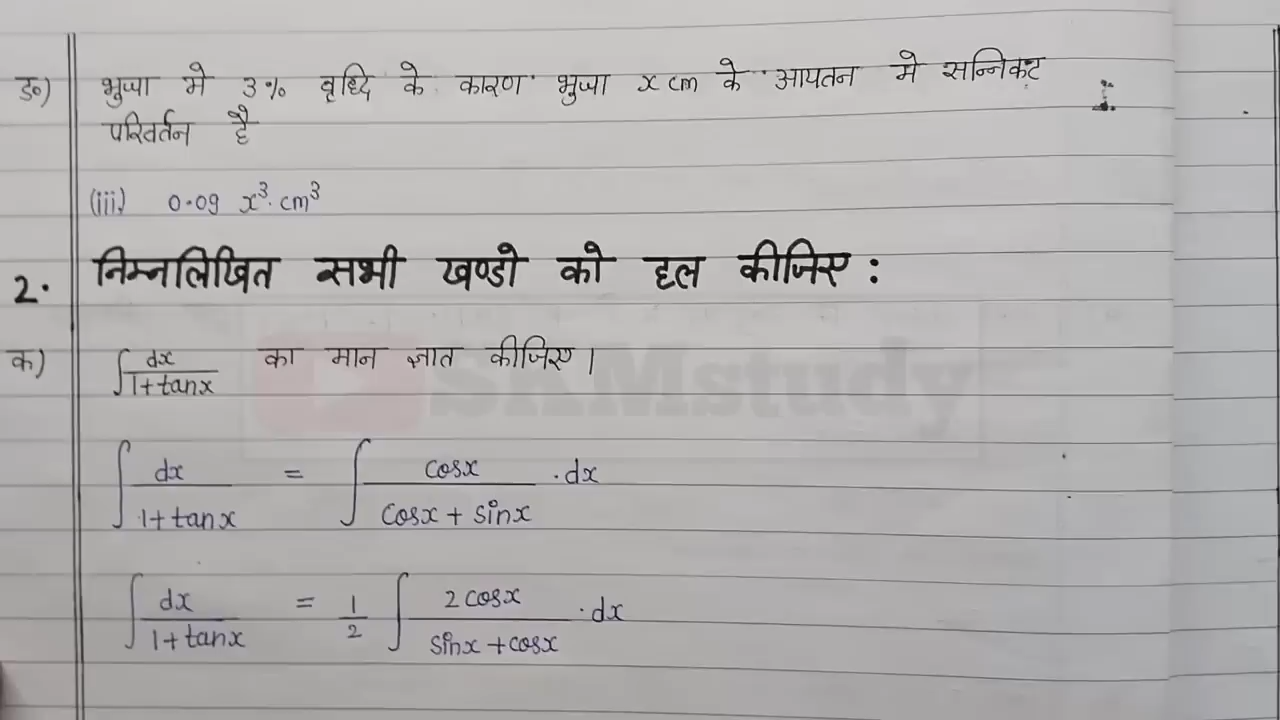 ङ०) भुजा मे 3% वृध्दि के कारण भुजा x cm के आयतन मे सन्निकट
परिवर्तन है
(iii) 0.09 x³. cm³
2. निम्नलिखित सभी खण्डो को हल कीजिए :
क) ∫ dx / 1+tanx का मान ज्ञात कीजिए।
SKMstudy
∫ dx / 1+tanx = ∫ cosx / cosx + sinx . dx
∫ dx / 1+tanx = 1/2 ∫ 2cosx / sinx + cosx . dx